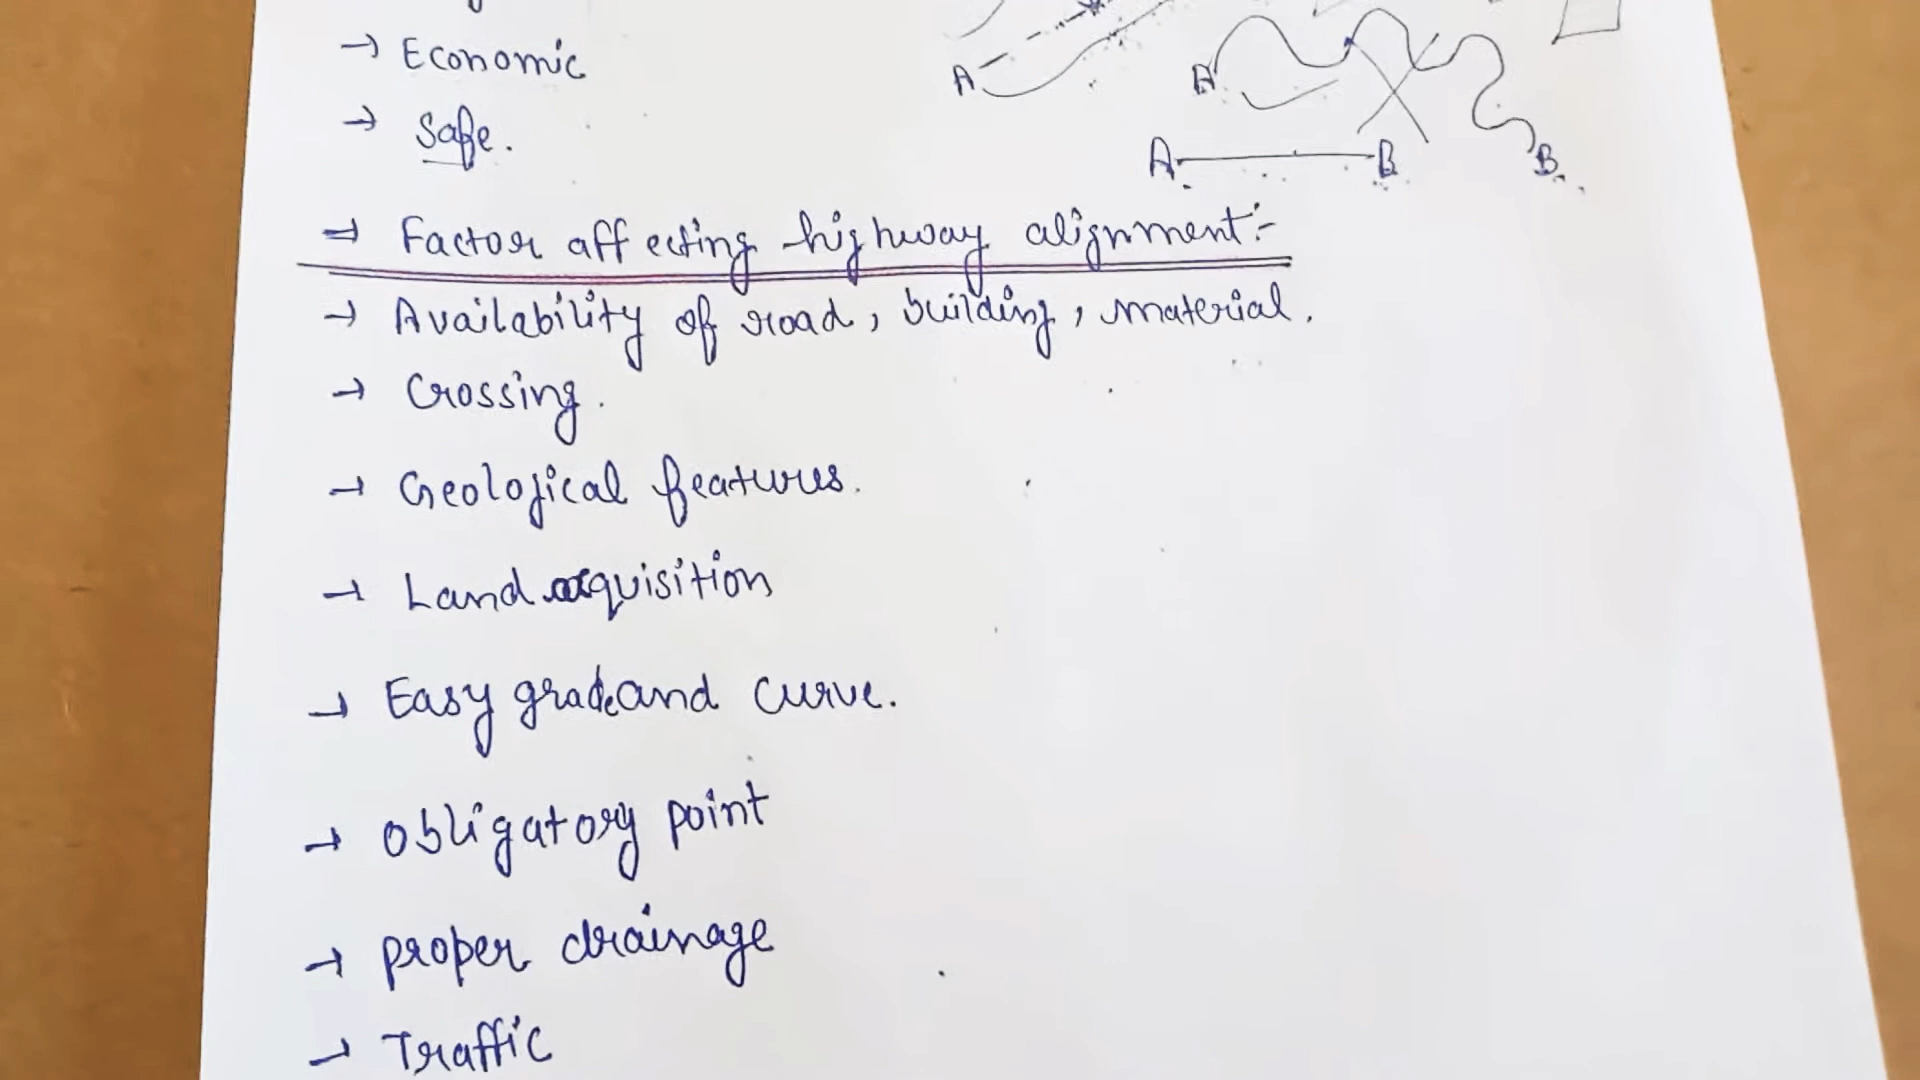 → Economic
→ Safe.
A
A
B
A B
⇒ Factor affecting highway alignment:-
→ Availability of road, building, material.
→ Crossing.
→ Geological features.
→ Land acquisition
→ Easy grade and curve.
→ obligatory point
→ proper drainage
→ Traffic